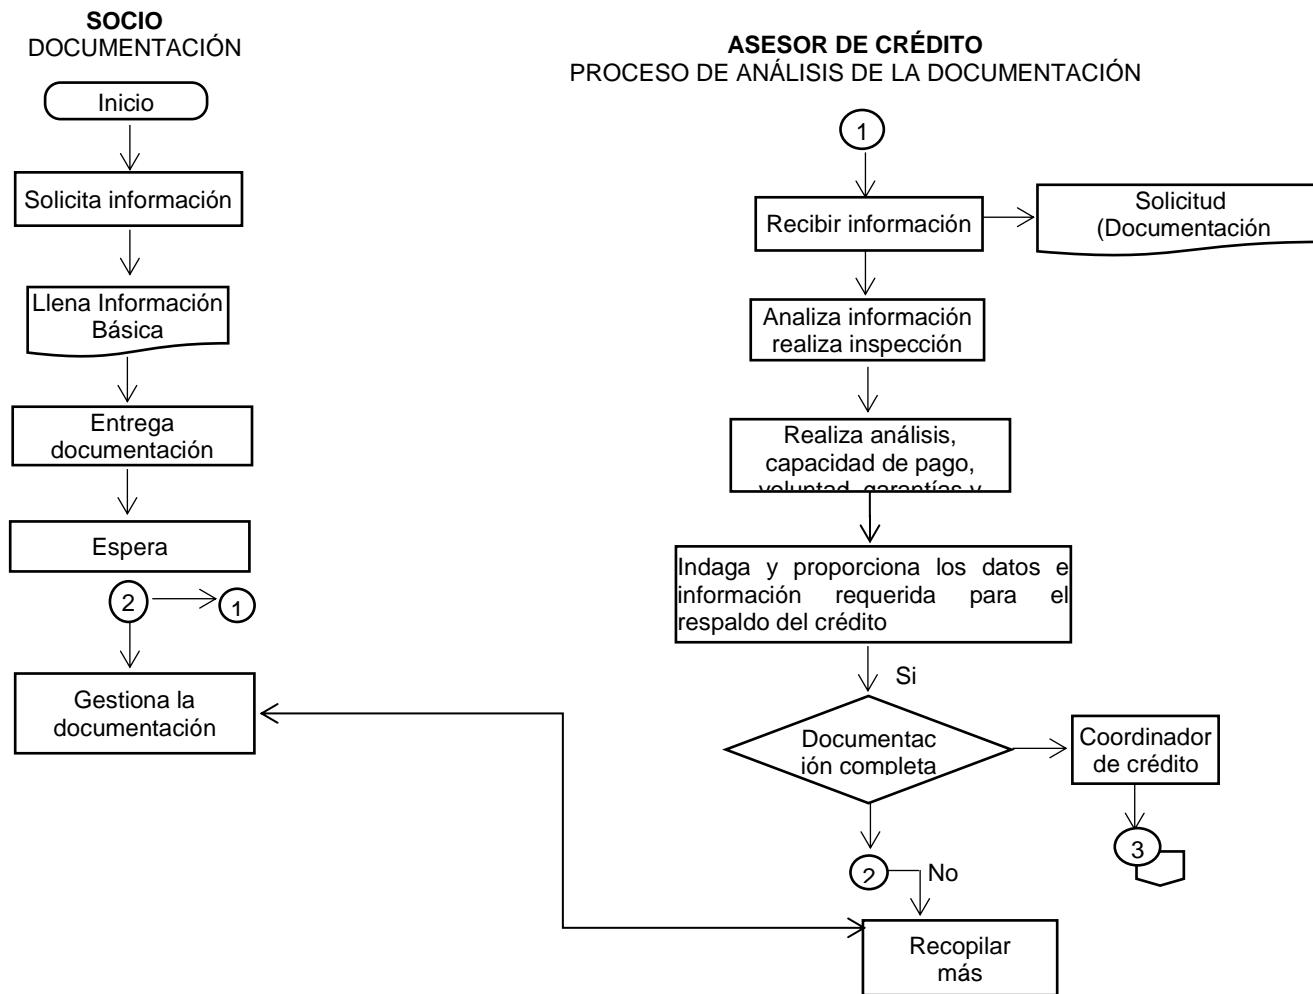 SOCIO
DOCUMENTACIÓN
Inicio
Solicita información
Llena Información
Básica
Entrega
documentación
Espera
2
1
Gestiona la
documentación
ASESOR DE CRÉDITO
PROCESO DE ANÁLISIS DE LA DOCUMENTACIÓN
1
Recibir información
Solicitud
(Documentación
Analiza información
realiza inspección
Realiza análisis,
capacidad de pago,
voluntad, garantías y
Indaga y proporciona los datos e
información requerida para el
respaldo del crédito
Si
Documentac
ión completa
Coordinador
de crédito
3
2
No
Recopilar
más